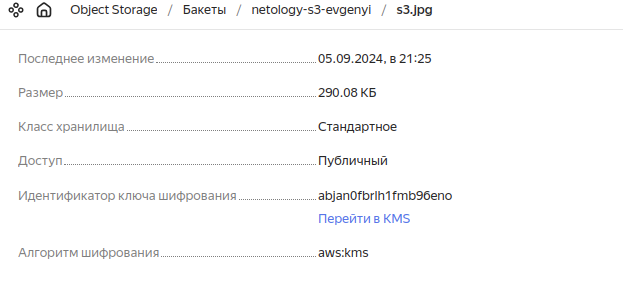 Object Storage / Бакеты / netology-s3-evgenyi / s3.jpg
Последнее изменение 05.09.2024, в 21:25
Размер 290.08 КБ
Класс хранилища Стандартное
Доступ Публичный
Идентификатор ключа шифрования abjan0fbrlh1fmb96eno
Перейти в KMS
Алгоритм шифрования aws:kms